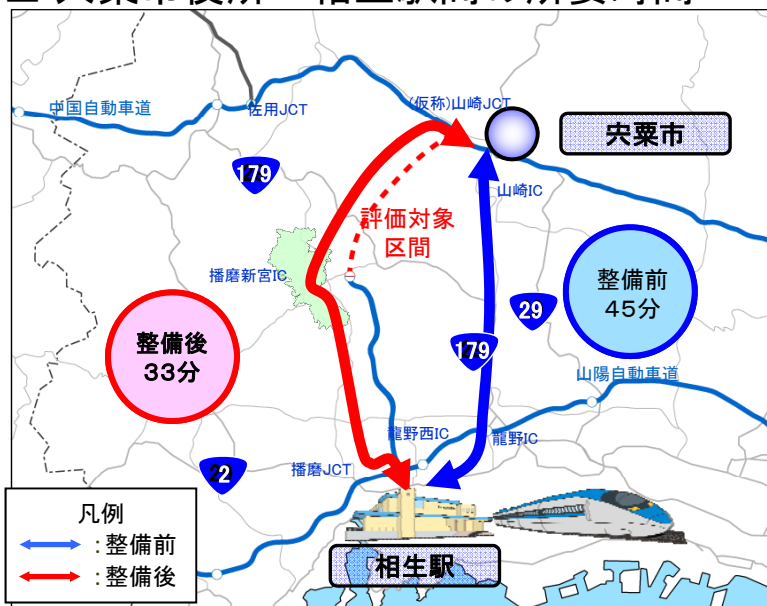 中国自動車道
佐用JCT
(仮称)山崎JCT
宍粟市
179
山崎IC
評価対象
区間
播磨新宮IC
整備前
45分
29
整備後
33分
179
山陽自動車道
龍野西IC
龍野IC
播磨JCT
2
凡例
:整備前
:整備後
相生駅